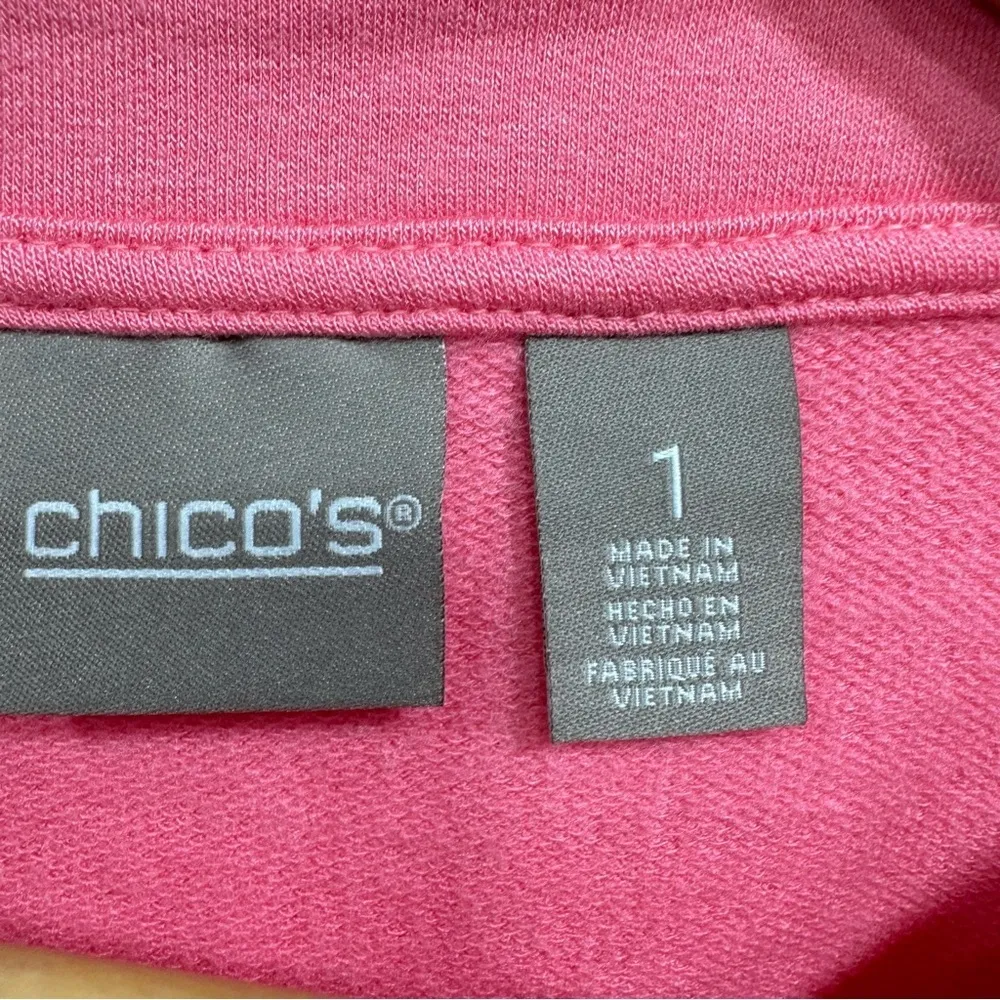 chico's®
1
MADE IN
VIETNAM
HECHO EN
VIETNAM
FABRIQUÉ AU
VIETNAM